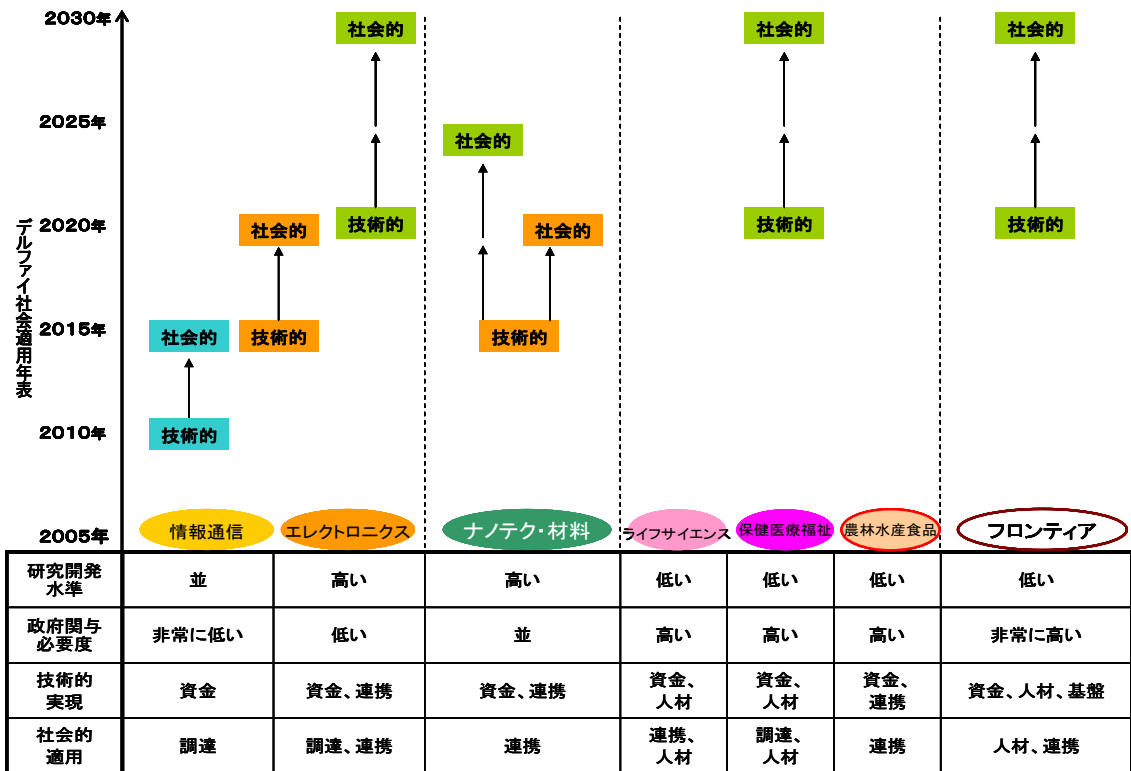 2030年
社会的
社会的
社会的
2025年
社会的
デルファイ社会適用年表
2020年
社会的
技術的
社会的
技術的
技術的
2015年
社会的
技術的
技術的
2010年
技術的
2005年
情報通信
エレクトロニクス
ナノテク・材料
ライフサイエンス
保健医療福祉
農林水産食品
フロンティア
研究開発
水準
並
高い
高い
低い
低い
低い
低い
政府関与
必要度
非常に低い
低い
並
高い
高い
高い
非常に高い
技術的
実現
資金
資金、連携
資金、連携
資金、
人材
資金、
人材
資金、
連携
資金、人材、基盤
社会的
適用
調達
調達、連携
連携
連携、
人材
調達、
人材
連携
人材、連携